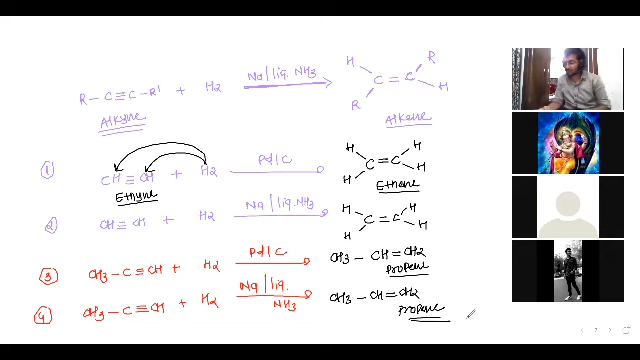 R - C ≡ C - R' + H2 Na/liq. NH3 H R C = C R H
Alkyne Alkene
① CH ≡ CH + H2 Pd/C H H C = C H H
Ethyne Ethene
② CH ≡ CH + H2 Na/liq. NH3 H H C = C H H
③ CH3 - C ≡ CH + H2 Pd/C CH3 - CH = CH2
Propene
④ CH3 - C ≡ CH + H2 Na/liq. NH3 CH3 - CH = CH2
Propene